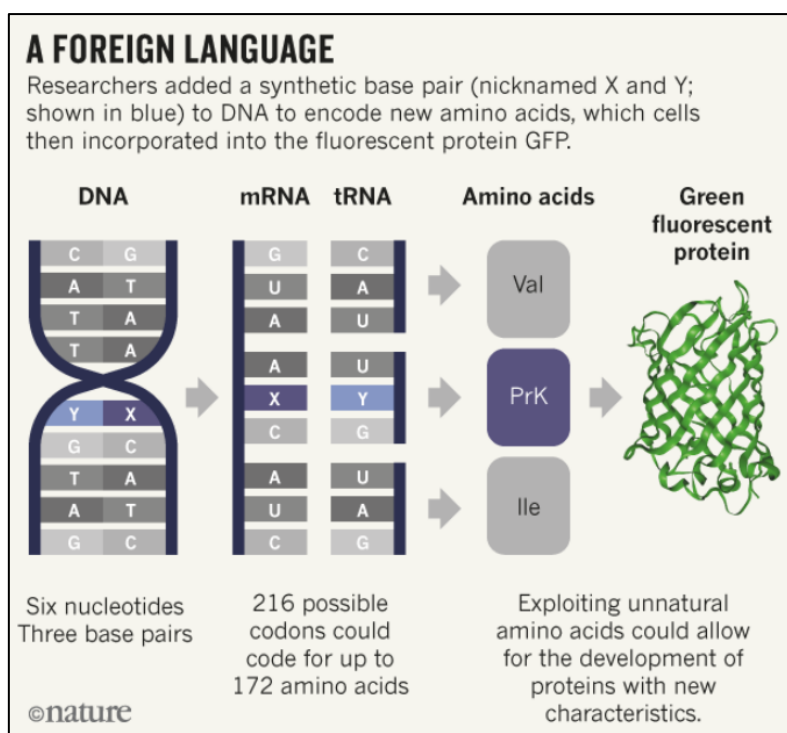 A FOREIGN LANGUAGE
Researchers added a synthetic base pair (nicknamed X and Y;
shown in blue) to DNA to encode new amino acids, which cells
then incorporated into the fluorescent protein GFP.
DNA
mRNA tRNA
Amino acids
Green
fluorescent
protein
C G
A T
T A
T A
Y X
G C
T A
A T
G C
G C
U A
A U
A U
X Y
C G
A U
U A
C G
Val
PrK
Ile
Six nucleotides
Three base pairs
216 possible
codons could
code for up to
172 amino acids
Exploiting unnatural
amino acids could allow
for the development of
proteins with new
characteristics.
©nature